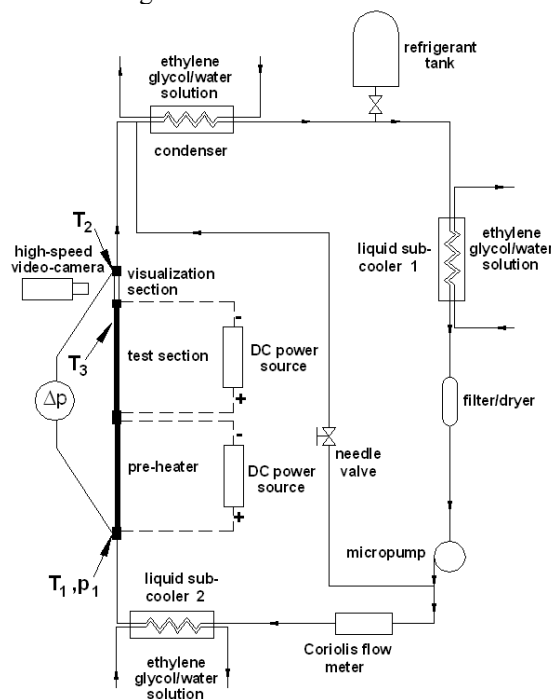 ethylene
glycol/water
solution
refrigerant
tank
condenser
T2
high-speed
video-camera
visualization
section
liquid sub-
cooler 1
ethylene
glycol/water
solution
T3
test section
-
DC power
source
+
Δp
filter/dryer
pre-heater
-
DC power
source
+
needle
valve
micropump
T1 ,p1
liquid sub-
cooler 2
Coriolis flow
meter
ethylene
glycol/water
solution